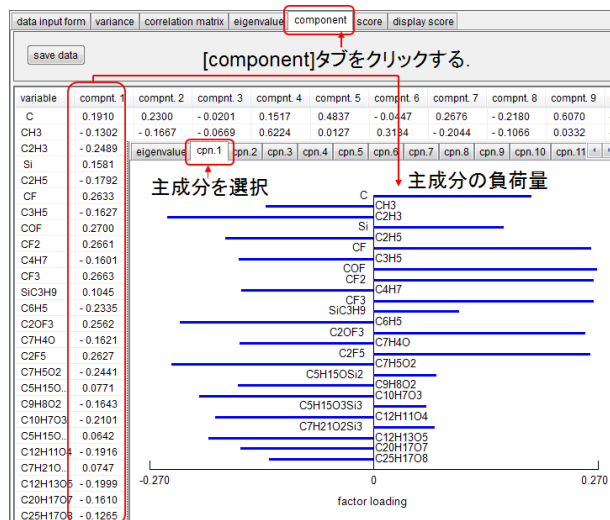 data input form variance correlation matrix eigenvalue component score display score
save data
[component]タブをクリックする.
variable compnt. 1 compnt. 2 compnt. 3 compnt. 4 compnt. 5 compnt. 6 compnt. 7 compnt. 8 compnt. 9
C 0.1910 0.2300 - 0.0201 0.1517 0.4837 - 0.0447 0.2676 - 0.2180 0.6070
CH3 - 0.1302 - 0.1667 - 0.0669 0.6224 0.0127 0.3184 - 0.2044 - 0.1066 0.0332
C2H3 - 0.2489
Si 0.1581
C2H5 - 0.1792
CF 0.2633
C3H5 - 0.1627
COF 0.2700
CF2 0.2661
C4H7 - 0.1601
CF3 0.2663
SiC3H9 0.1045
C6H5 - 0.2335
C2OF3 0.2562
C7H4O - 0.1621
C2F5 0.2627
C7H5O2 - 0.2441
C5H15O... 0.0771
C9H8O2 - 0.1643
C10H7O3 - 0.2101
C5H15O... 0.0642
C12H11O4 - 0.1916
C7H21O... 0.0747
C12H13O5 - 0.1999
C20H17O7 - 0.1610
C25H17O8 - 0.1265
eigenvalue cpn.1 cpn.2 cpn.3 cpn.4 cpn.5 cpn.6 cpn.7 cpn.8 cpn.9 cpn.10 cpn.11
主成分を選択
主成分の負荷量
C
CH3
C2H3
Si
C2H5
CF
C3H5
COF
CF2
C4H7
CF3
SiC3H9
C6H5
C2OF3
C7H4O
C2F5
C7H5O2
C5H15OSi2
C9H8O2
C10H7O3
C5H15O3Si3
C12H11O4
C7H21O2Si3
C12H13O5
C20H17O7
C25H17O8
-0.270 0 0.270
factor loading